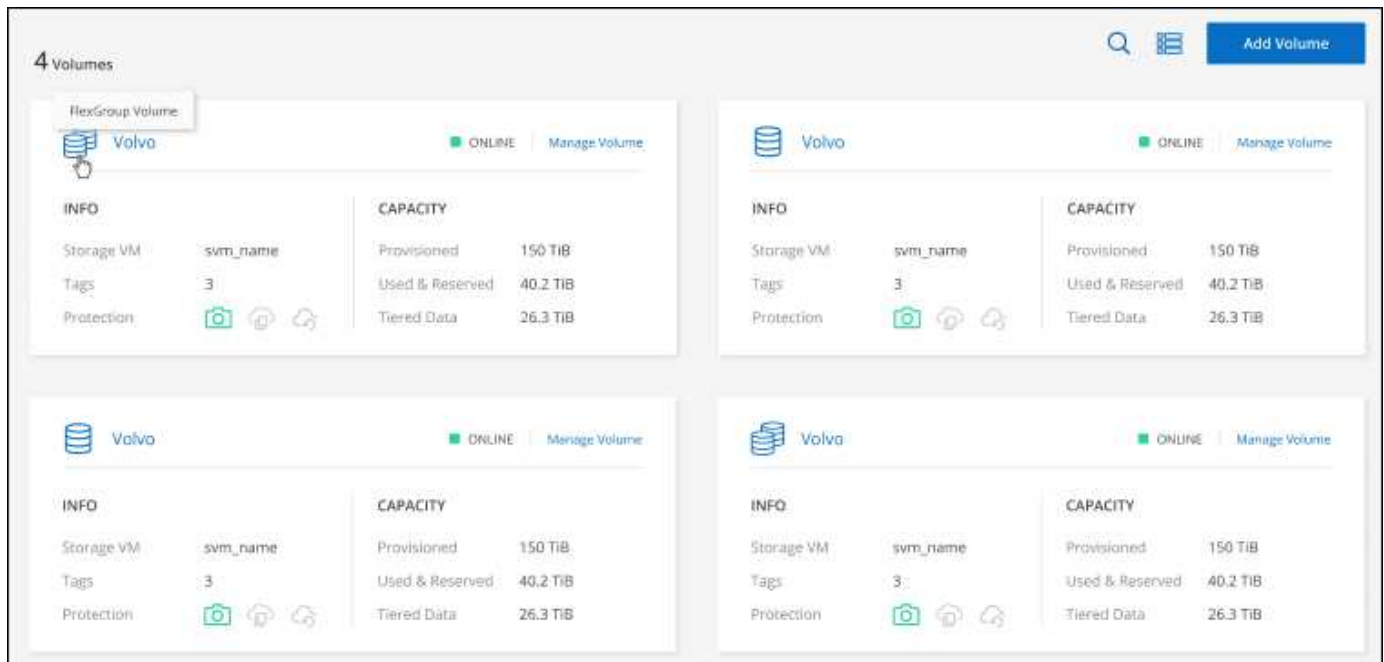 Add Volume
4 Volumes
FlexGroup Volume
Volvo ONLINE Manage Volume
INFO CAPACITY
Storage VM svm_name Provisioned 150 TiB
Tags 3 Used & Reserved 40.2 TiB
Protection Tiered Data 26.3 TiB
Volvo ONLINE Manage Volume
INFO CAPACITY
Storage VM svm_name Provisioned 150 TiB
Tags 3 Used & Reserved 40.2 TiB
Protection Tiered Data 26.3 TiB
Volvo ONLINE Manage Volume
INFO CAPACITY
Storage VM svm_name Provisioned 150 TiB
Tags 3 Used & Reserved 40.2 TiB
Protection Tiered Data 26.3 TiB
Volvo ONLINE Manage Volume
INFO CAPACITY
Storage VM svm_name Provisioned 150 TiB
Tags 3 Used & Reserved 40.2 TiB
Protection Tiered Data 26.3 TiB